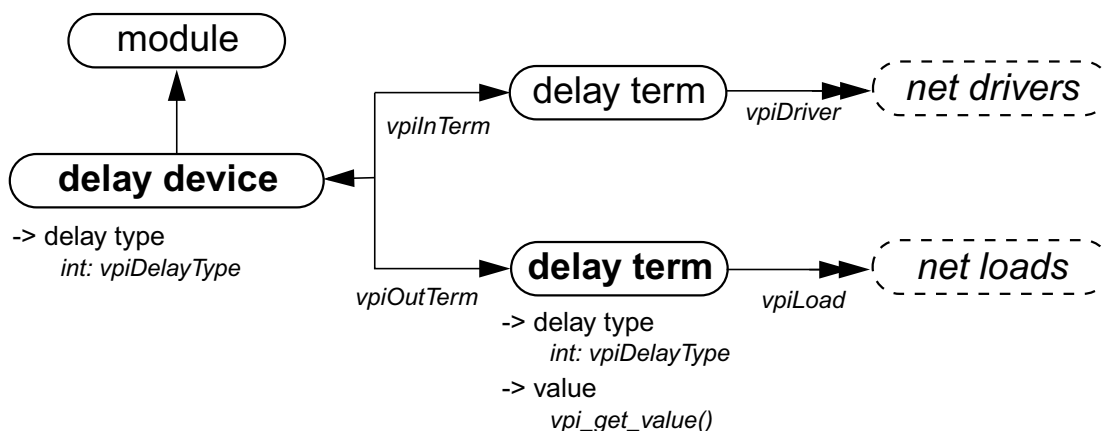 module
delay term
net drivers
vpiInTerm
vpiDriver
delay device
-> delay type
int: vpiDelayType
delay term
net loads
vpiOutTerm
vpiLoad
-> delay type
int: vpiDelayType
-> value
vpi_get_value()